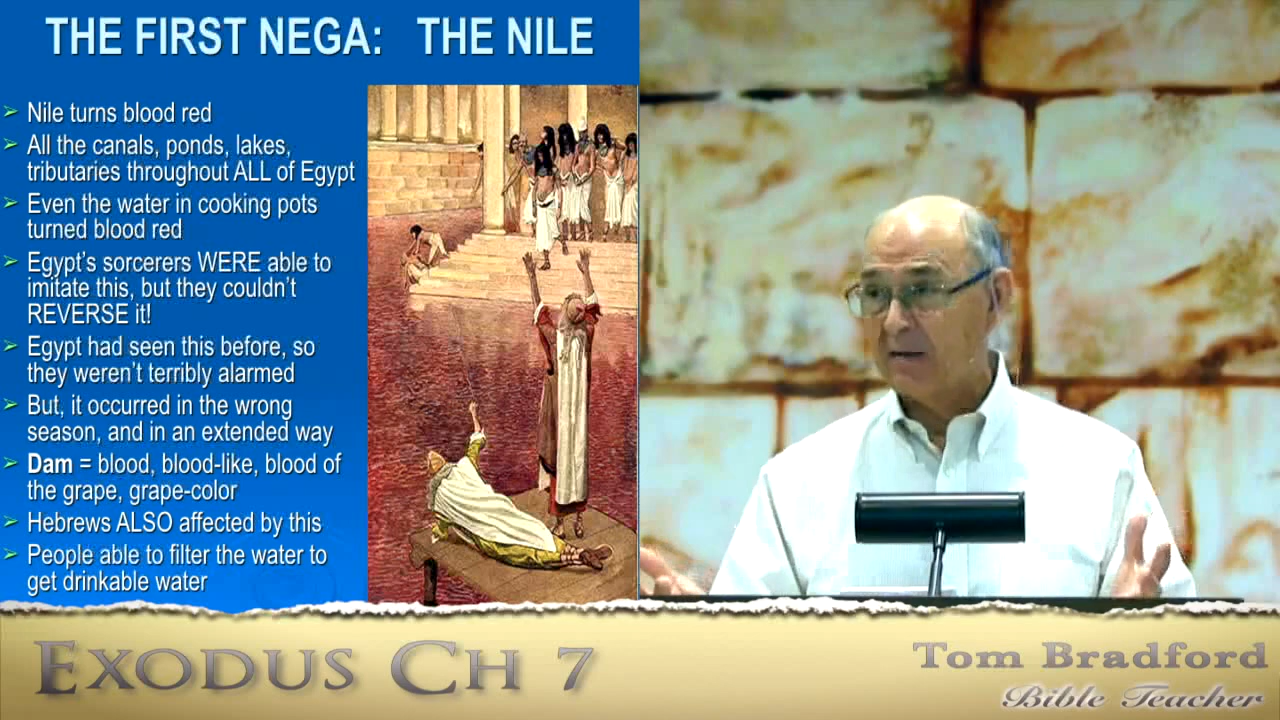 THE FIRST NEGA: THE NILE
➢ Nile turns blood red
➢ All the canals, ponds, lakes,
tributaries throughout ALL of Egypt
➢ Even the water in cooking pots
turned blood red
➢ Egypt's sorcerers WERE able to
imitate this, but they couldn't
REVERSE it!
➢ Egypt had seen this before, so
they weren't terribly alarmed
➢ But, it occurred in the wrong
season, and in an extended way
➢ Dam = blood, blood-like, blood of
the grape, grape-color
➢ Hebrews ALSO affected by this
➢ People able to filter the water to
get drinkable water
EXODUS CH 7
Tom Bradford
Bible Teacher